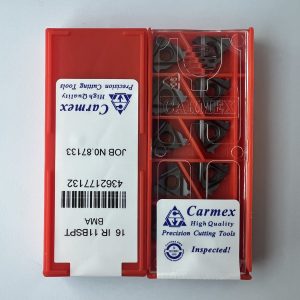 Carmex
High Quality
Precision Cutting Tools
JOB NO.87133
4362177132
16 IR 11BSPT
BMA
CARMEX
Carmex
High Quality
Precision Cutting Tools
Inspected!